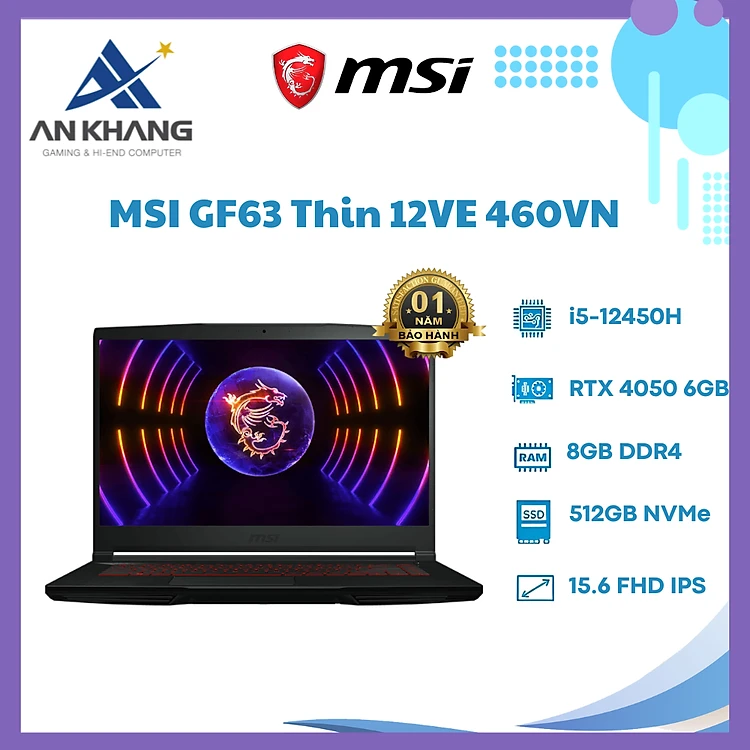 AN KHANG
GAMING & HI-END COMPUTER
msi
MSI GF63 Thin 12VE 460VN
01
NĂM
BẢO HÀNH
i5-12450H
RTX 4050 6GB
RAM
8GB DDR4
SSD
512GB NVMe
15.6 FHD IPS
msi